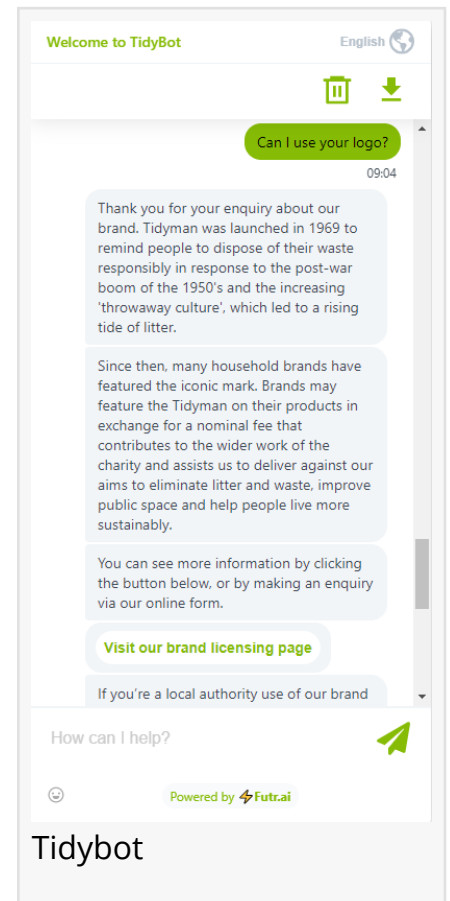 Welcome to TidyBot
English
Can I use your logo?
09:04
Thank you for your enquiry about our
brand. Tidyman was launched in 1969 to
remind people to dispose of their waste
responsibly in response to the post-war
boom of the 1950's and the increasing
'throwaway culture', which led to a rising
tide of litter.
Since then, many household brands have
featured the iconic mark. Brands may
feature the Tidyman on their products in
exchange for a nominal fee that
contributes to the wider work of the
charity and assists us to deliver against our
aims to eliminate litter and waste, improve
public space and help people live more
sustainably.
You can see more information by clicking
the button below, or by making an enquiry
via our online form.
Visit our brand licensing page
If you're a local authority use of our brand
How can I help?
Powered by Futr.ai
Tidybot